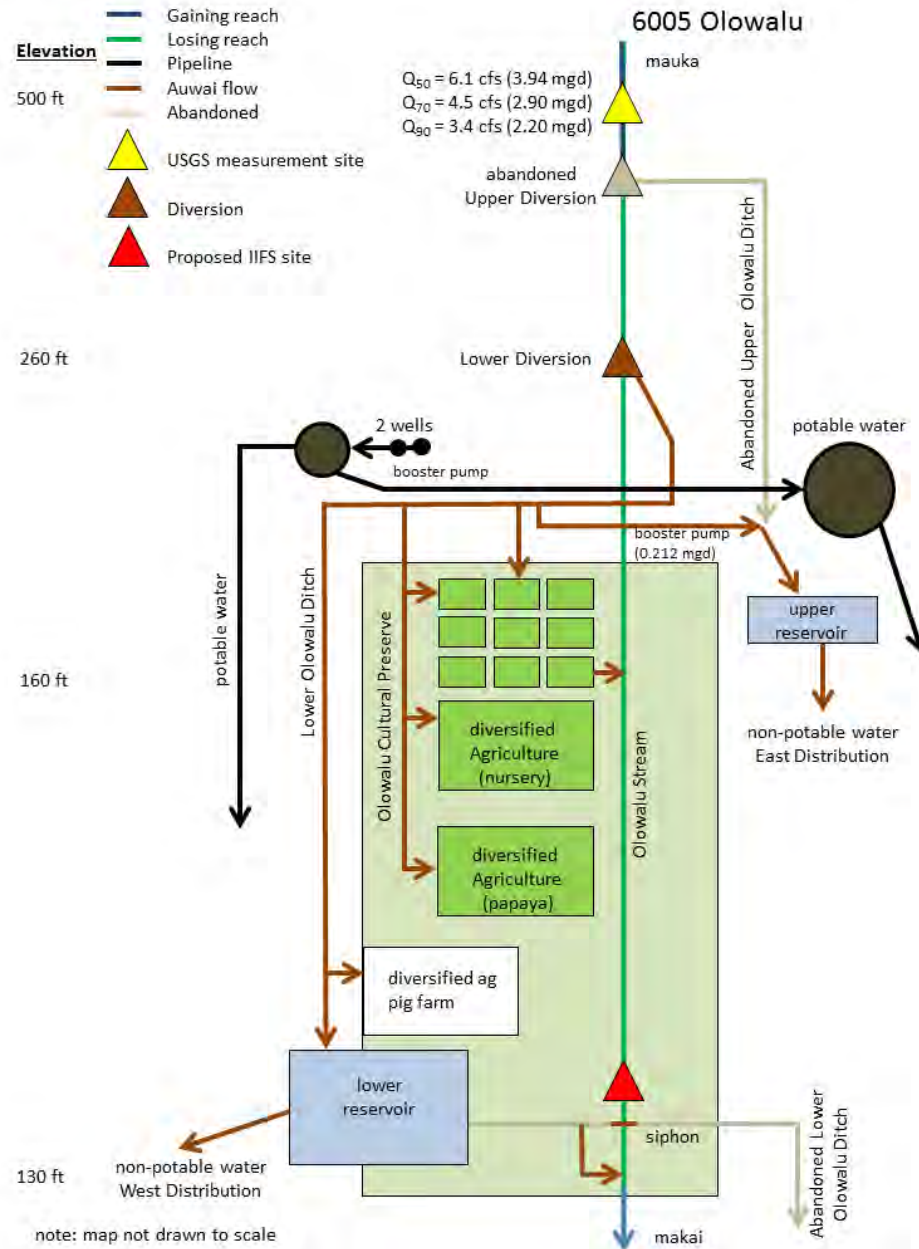 6005 Olowalu
Gaining reach
Losing reach
Elevation
Pipeline
Auwai flow
500 ft
Abandoned
USGS measurement site
Diversion
Proposed IIFS site
mauka
Q₅₀ = 6.1 cfs (3.94 mgd)
Q₇₀ = 4.5 cfs (2.90 mgd)
Q₉₀ = 3.4 cfs (2.20 mgd)
abandoned
Upper Diversion
Abandoned Upper Olowalu Ditch
260 ft
Lower Diversion
2 wells
booster pump
potable water
booster pump
(0.212 mgd)
potable water
Lower Olowalu Ditch
Olowalu Cultural Preserve
upper
reservoir
160 ft
diversified
Agriculture
(nursery)
Olowalu Stream
non-potable water
East Distribution
diversified
Agriculture
(papaya)
diversified ag
pig farm
lower
reservoir
siphon
Abandoned Lower
Olowalu Ditch
non-potable water
West Distribution
130 ft
note: map not drawn to scale
makai